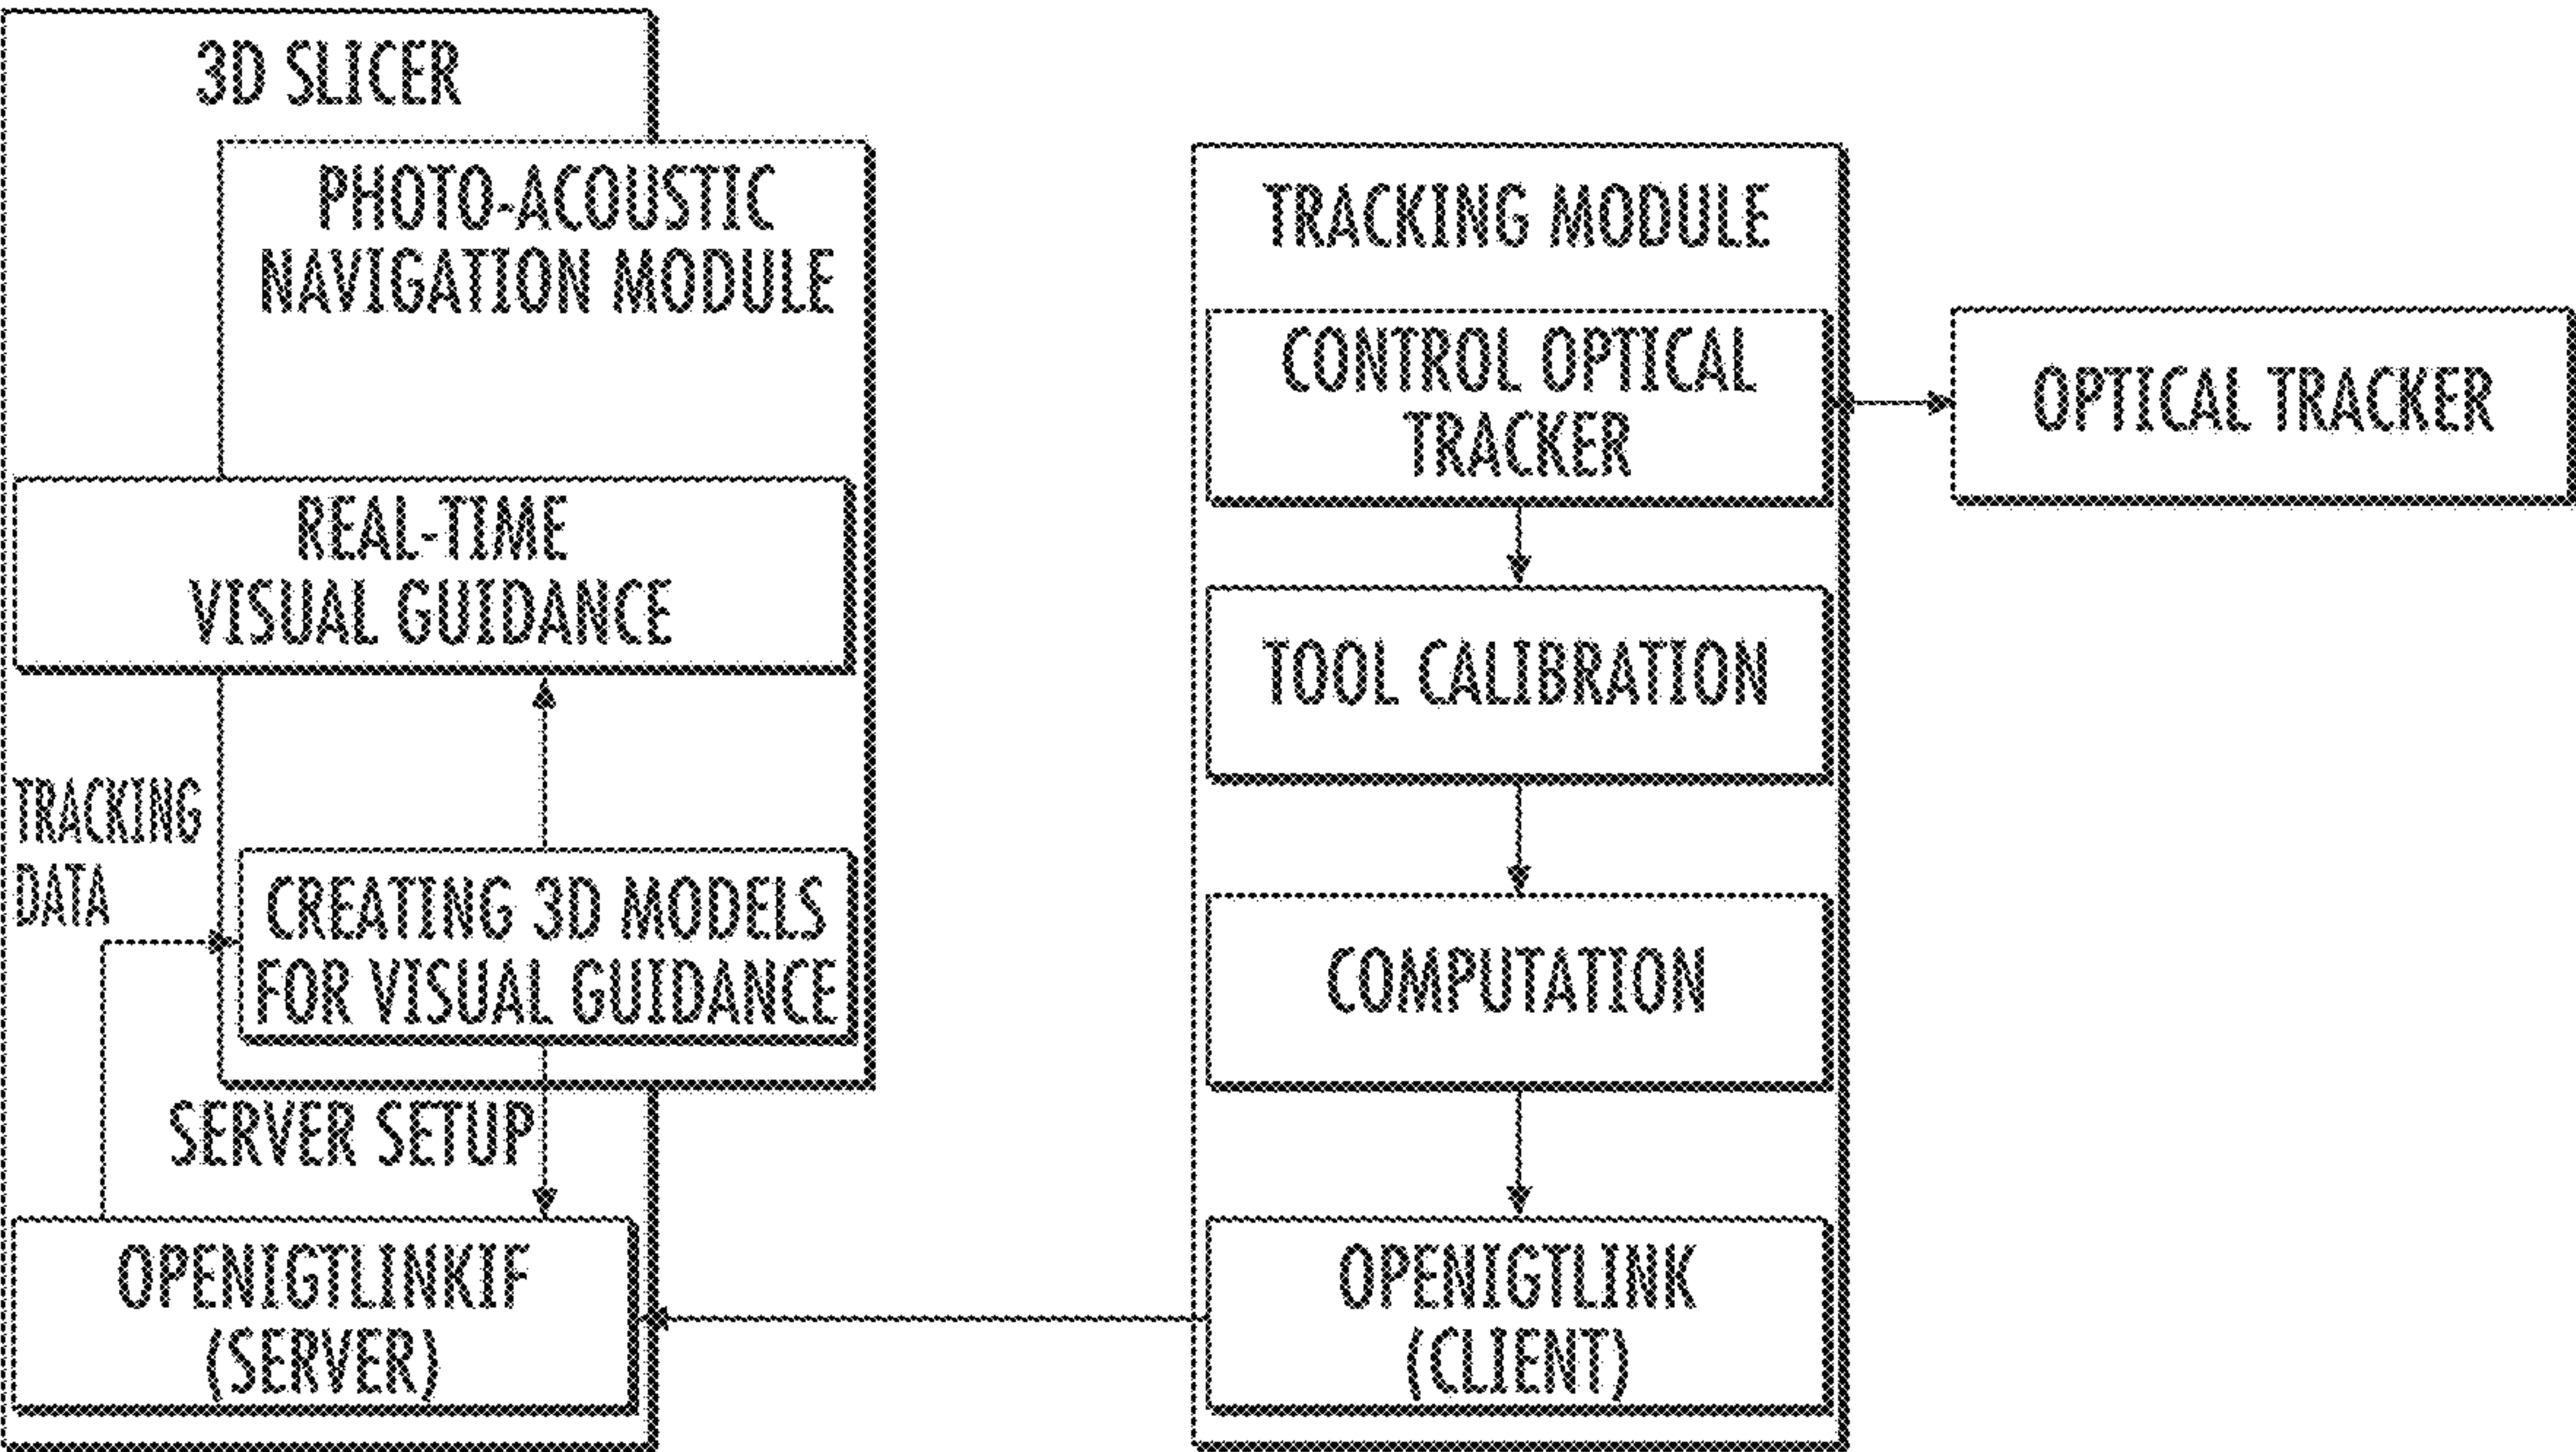 3D SLICER
PHOTO-ACOUSTIC
NAVIGATION MODULE
REAL-TIME
VISUAL GUIDANCE
TRACKING
DATA
CREATING 3D MODELS
FOR VISUAL GUIDANCE
SERVER SETUP
OPENIGTLINKIF
(SERVER)
TRACKING MODULE
CONTROL OPTICAL
TRACKER
TOOL CALIBRATION
COMPUTATION
OPENIGTLINK
(CLIENT)
OPTICAL TRACKER